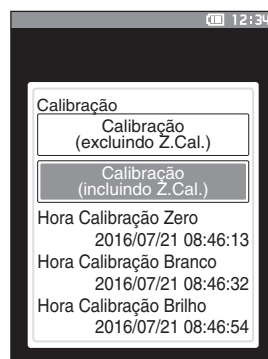 12:34
Calibração
Calibração
(excluindo Z.Cal.)
Calibração
(incluindo Z.Cal.)
Hora Calibração Zero
2016/07/21 08:46:13
Hora Calibração Branco
2016/07/21 08:46:32
Hora Calibração Brilho
2016/07/21 08:46:54